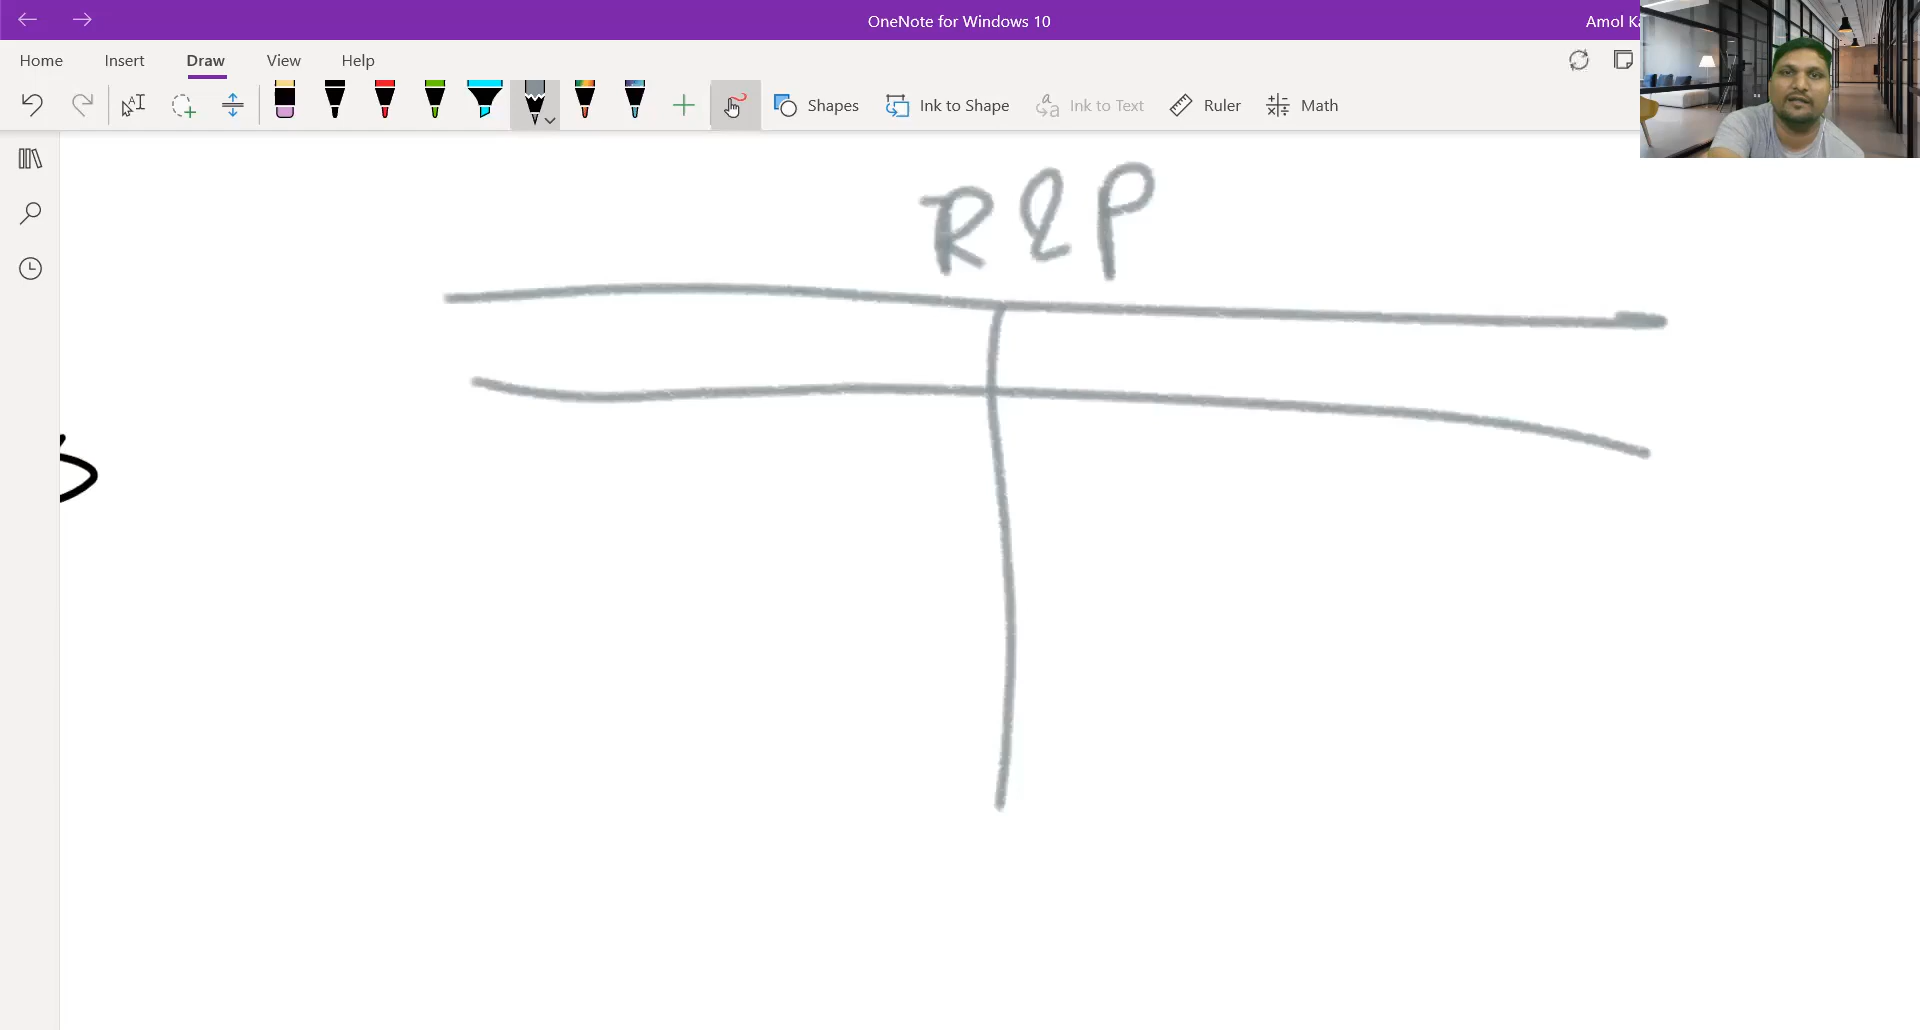 OneNote for Windows 10
Amol
Home Insert Draw View Help
Shapes Ink to Shape Ink to Text Ruler Math
R & P